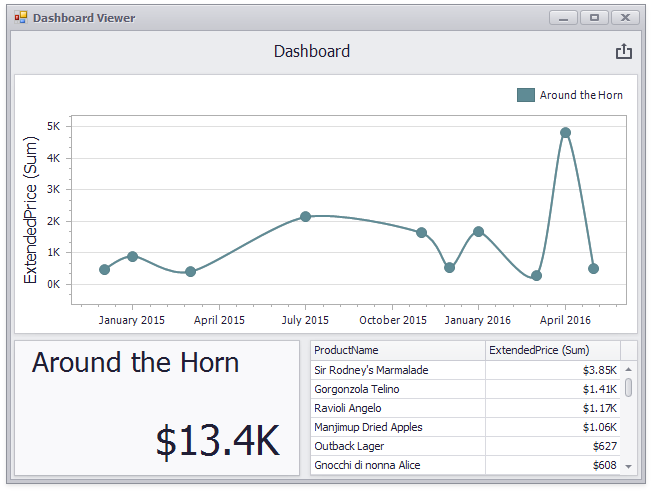 Dashboard Viewer
Dashboard
Around the Horn
ExtendedPrice (Sum)
5K
4K
3K
2K
1K
0K
January 2015 April 2015 July 2015 October 2015 January 2016 April 2016
Around the Horn
$13.4K
ProductName ExtendedPrice (Sum)
Sir Rodney's Marmalade $3.85K
Gorgonzola Telino $1.41K
Ravioli Angelo $1.17K
Manjimup Dried Apples $1.06K
Outback Lager $627
Gnocchi di nonna Alice $608